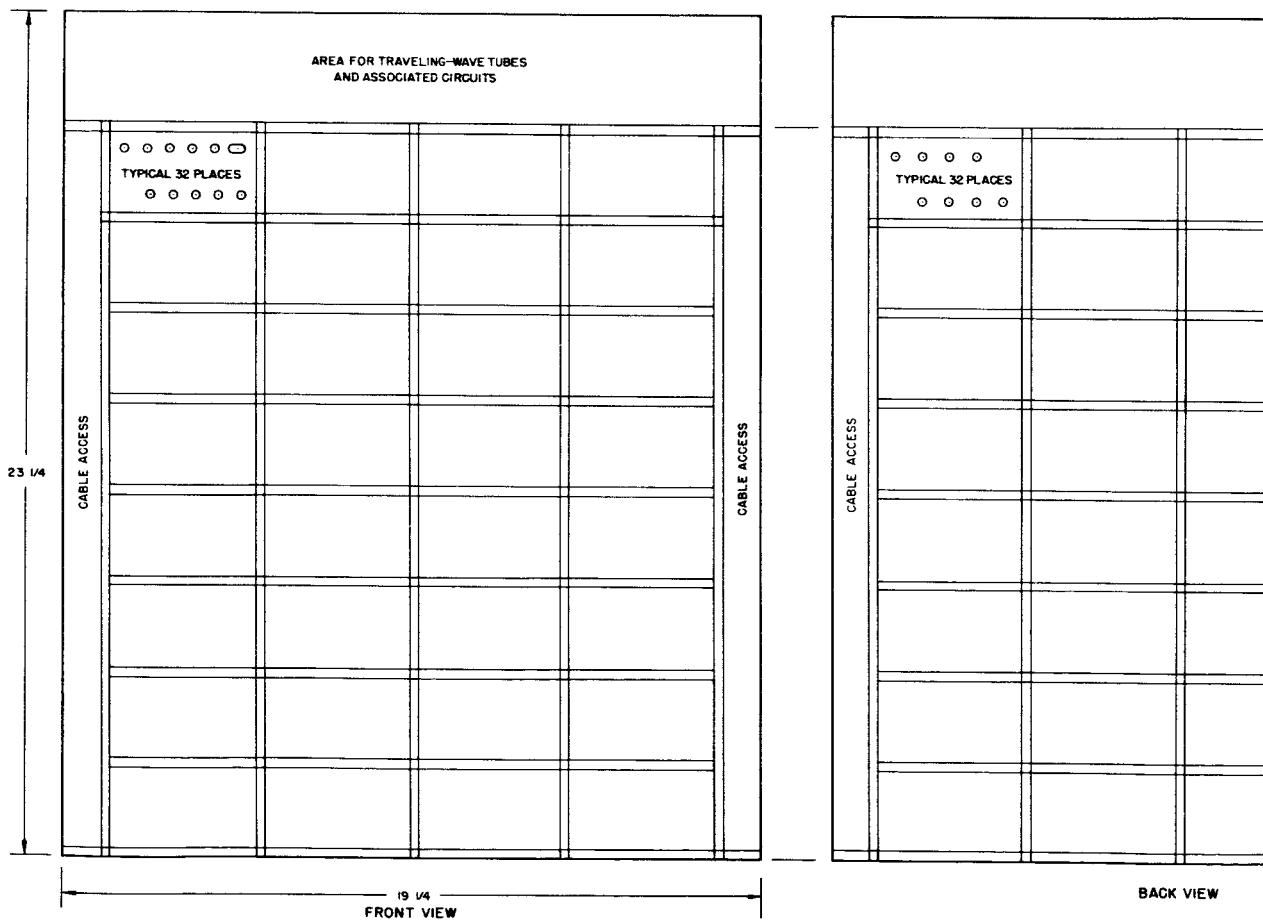 AREA FOR TRAVELING-WAVE TUBES
AND ASSOCIATED CIRCUITS
TYPICAL 32 PLACES
CABLE ACCESS
CABLE ACCESS
23 1/4
19 1/4
FRONT VIEW
TYPICAL 32 PLACES
CABLE ACCESS
BACK VIEW